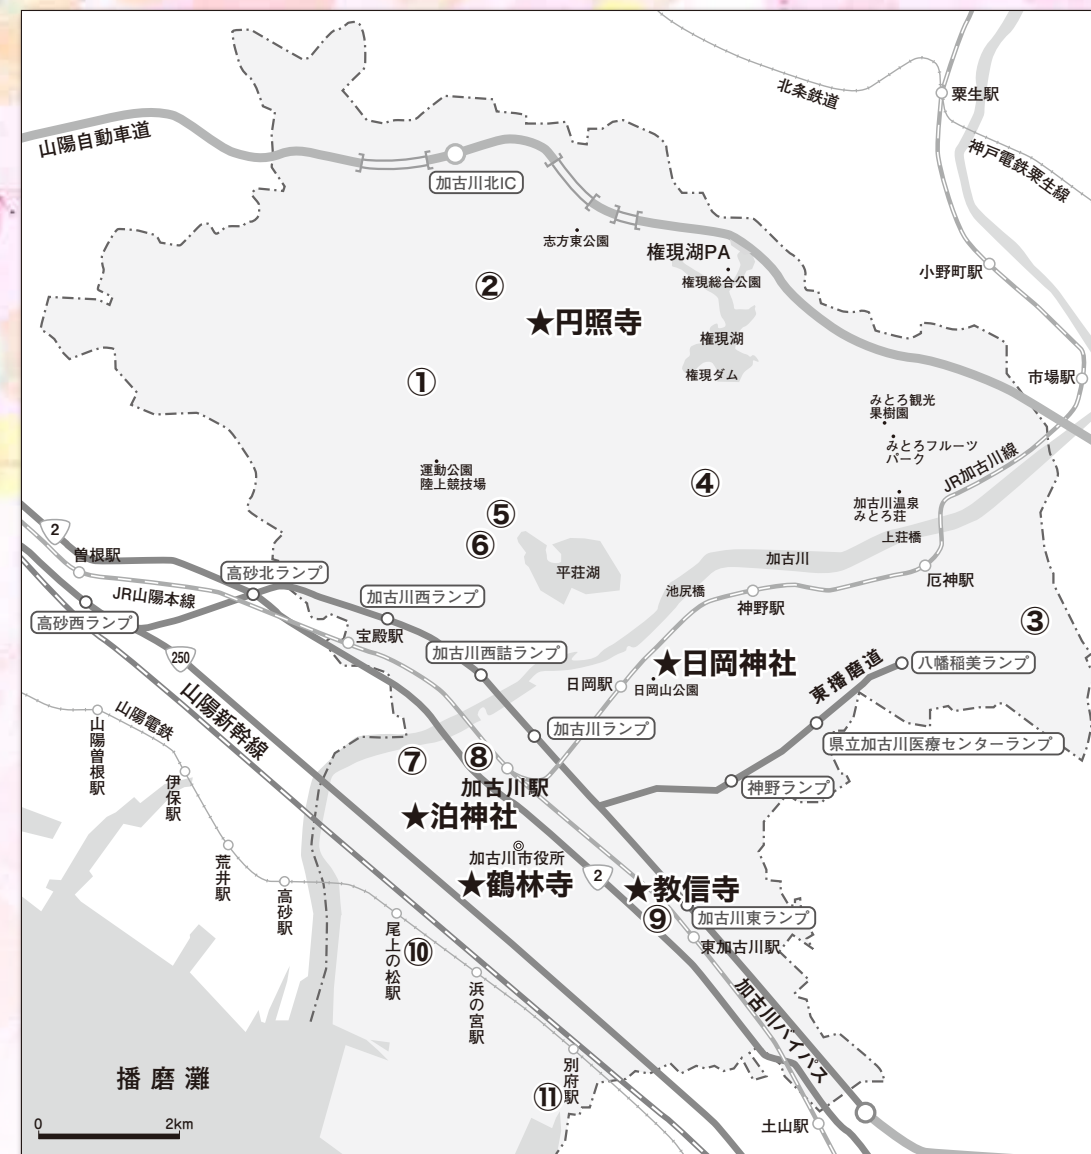 北条鉄道
粟生駅
神戸電鉄粟生線
山陽自動車道
加古川北IC
志方東公園
権現湖PA
権現総合公園
小野町駅
②
★円照寺
権現湖
権現ダム
市場駅
①
みとろ観光
果樹園
みとろフルーツ
パーク
運動公園
陸上競技場
④
JR加古川線
加古川温泉
みとろ荘
⑤
⑥
上荘橋
2
曽根駅
高砂北ランプ
平荘湖
加古川
厄神駅
JR山陽本線
加古川西ランプ
池尻橋
神野駅
高砂西ランプ
宝殿駅
③
250
加古川西詰ランプ
★日岡神社
八幡稲美ランプ
日岡駅
日岡山公園
東播磨道
山陽新幹線
山陽電鉄
山陽曽根駅
加古川ランプ
県立加古川医療センターランプ
⑦
⑧
伊保駅
加古川駅
神野ランプ
★泊神社
荒井駅
加古川市役所
★鶴林寺
2
★教信寺
高砂駅
⑨
加古川東ランプ
尾上の松駅
⑩
東加古川駅
浜の宮駅
加古川バイパス
播磨灘
別府駅
⑪
土山駅
0
2km